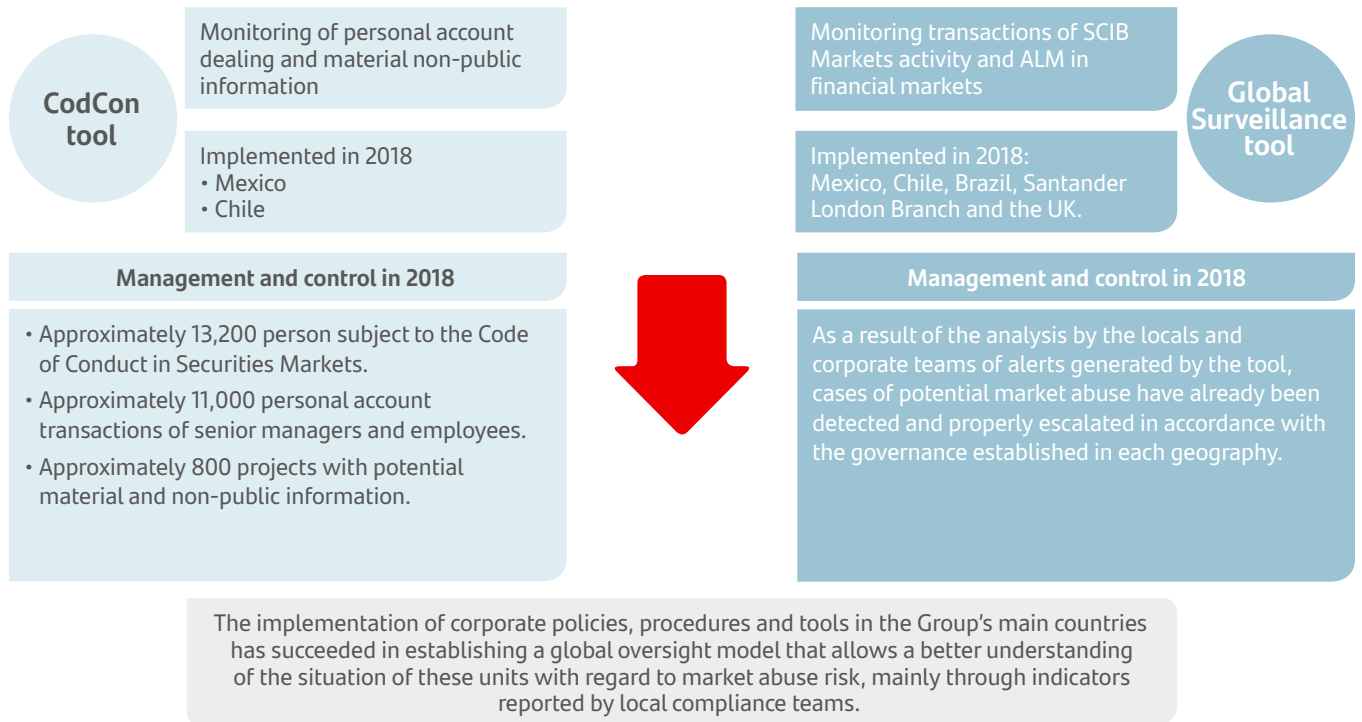 CodCon
tool
Monitoring of personal account
dealing and material non-public
information
Implemented in 2018
• Mexico
• Chile
Management and control in 2018
• Approximately 13,200 person subject to the Code
of Conduct in Securities Markets.
• Approximately 11,000 personal account
transactions of senior managers and employees.
• Approximately 800 projects with potential
material and non-public information.
Monitoring transactions of SCIB
Markets activity and ALM in
financial markets
Global
Surveillance
tool
Implemented in 2018:
Mexico, Chile, Brazil, Santander
London Branch and the UK.
Management and control in 2018
As a result of the analysis by the locals and
corporate teams of alerts generated by the tool,
cases of potential market abuse have already been
detected and properly escalated in accordance with
the governance established in each geography.
The implementation of corporate policies, procedures and tools in the Group's main countries
has succeeded in establishing a global oversight model that allows a better understanding
of the situation of these units with regard to market abuse risk, mainly through indicators
reported by local compliance teams.